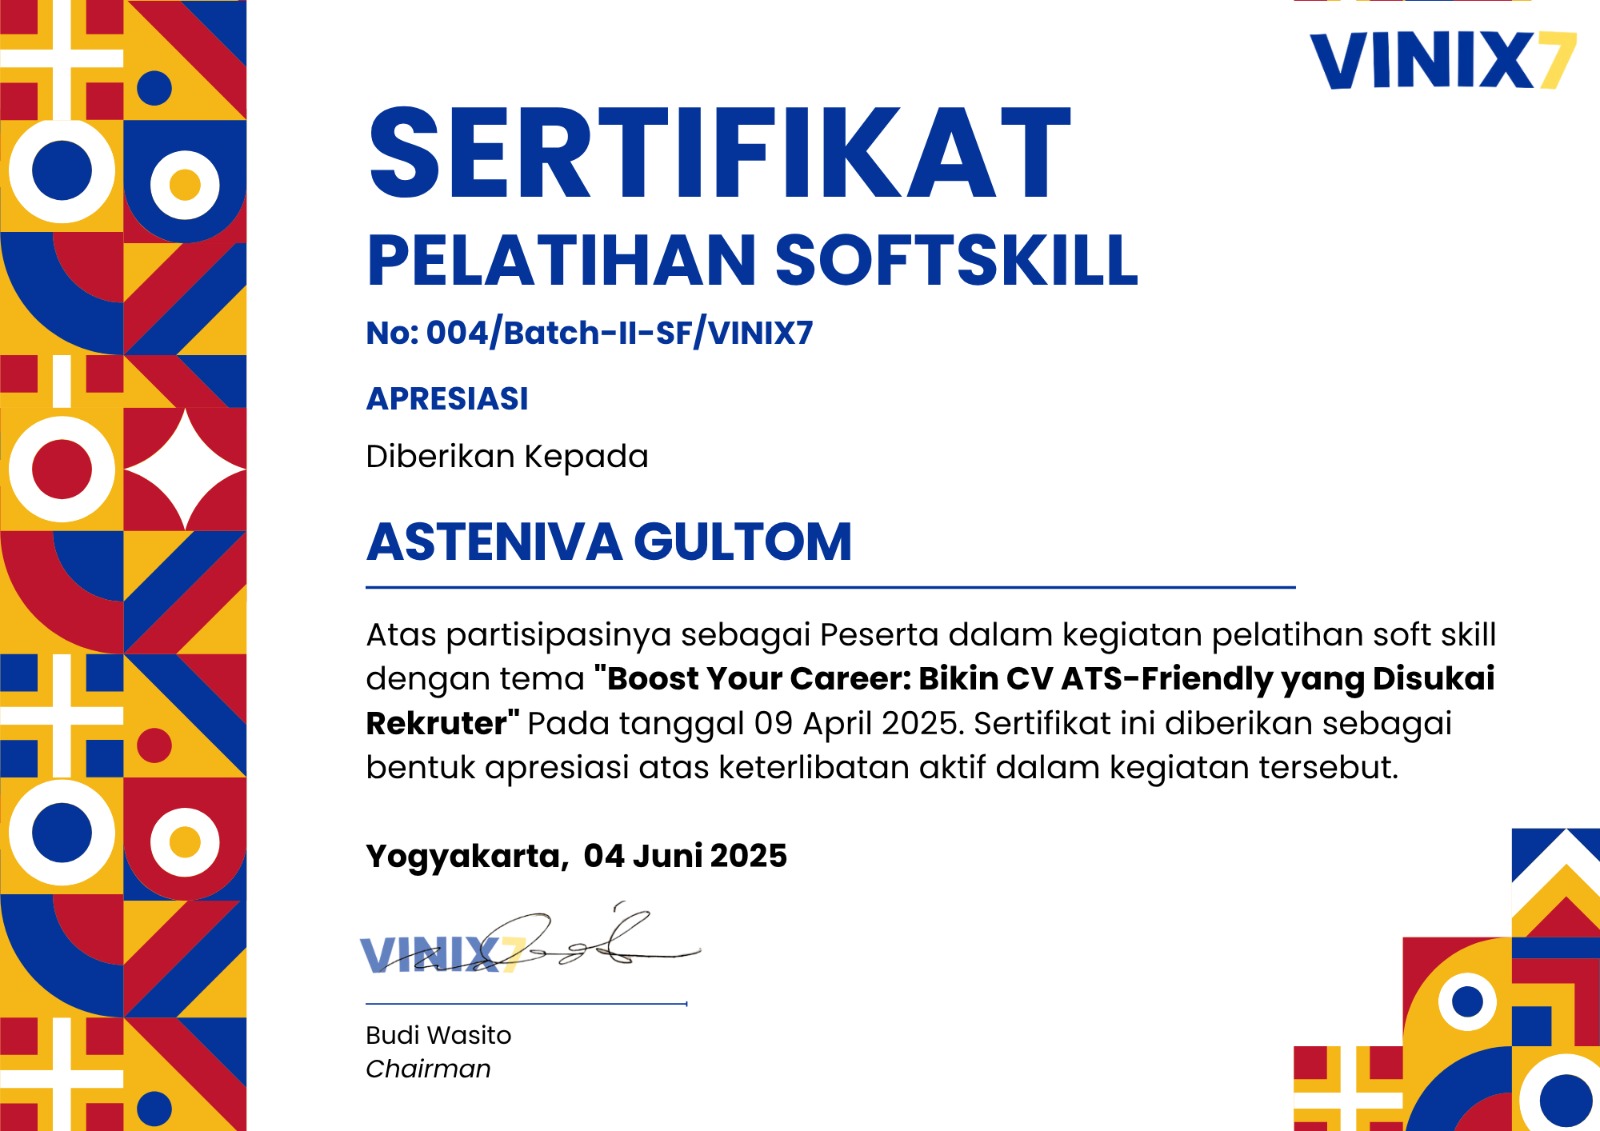 VINIX7
SERTIFIKAT
PELATIHAN SOFTSKILL
No: 004/Batch-II-SF/VINIX7
APRESIASI
Diberikan Kepada
ASTENIVA GULTOM
Atas partisipasinya sebagai Peserta dalam kegiatan pelatihan soft skill
dengan tema "Boost Your Career: Bikin CV ATS-Friendly yang Disukai
Rekruter" Pada tanggal 09 April 2025. Sertifikat ini diberikan sebagai
bentuk apresiasi atas keterlibatan aktif dalam kegiatan tersebut.
Yogyakarta, 04 Juni 2025
VINIX7
Budi Wasito
Chairman